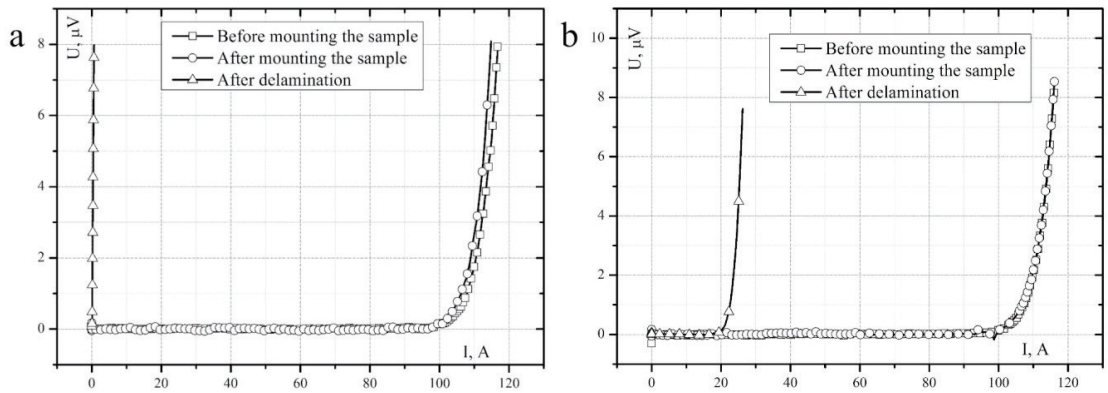 a
U, μV
8
6
4
2
0
Before mounting the sample
After mounting the sample
After delamination
I, A
0 20 40 60 80 100 120
b
U, μV
10
8
6
4
2
0
Before mounting the sample
After mounting the sample
After delamination
I, A
0 20 40 60 80 100 120